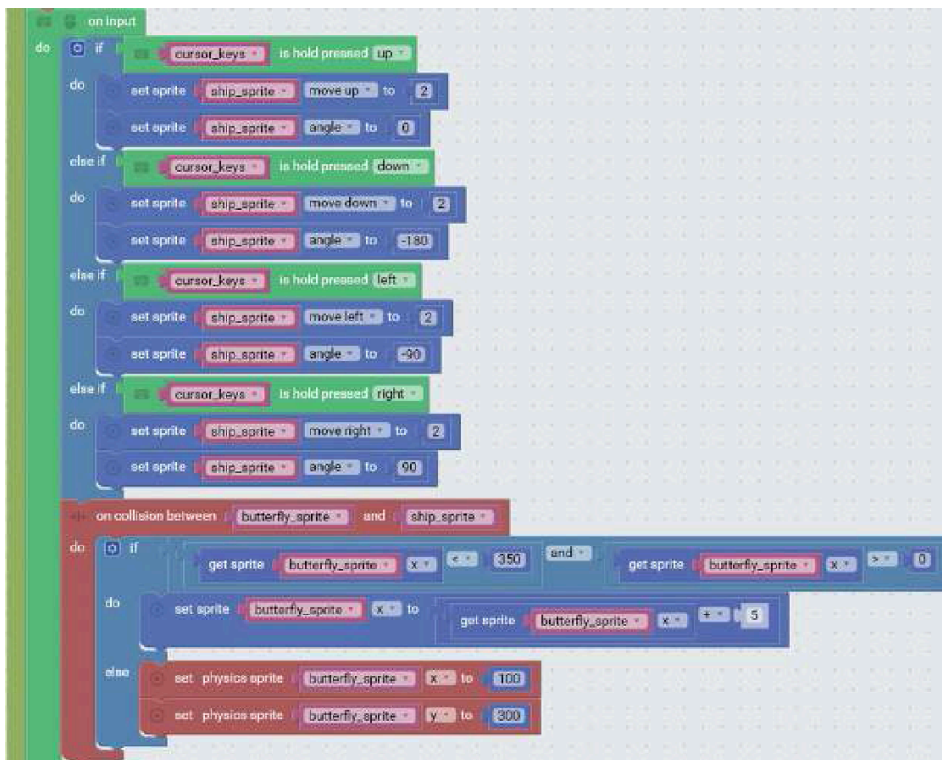 on input
do if cursor_keys is hold pressed up
do set sprite ship_sprite move up to 2
set sprite ship_sprite angle to 0
else if cursor_keys is hold pressed down
do set sprite ship_sprite move down to 2
set sprite ship_sprite angle to -180
else if cursor_keys is hold pressed left
do set sprite ship_sprite move left to 2
set sprite ship_sprite angle to -90
else if cursor_keys is hold pressed right
do set sprite ship_sprite move right to 2
set sprite ship_sprite angle to 90
on collision between butterfly_sprite and ship_sprite
do if get sprite butterfly_sprite x < 350 and get sprite butterfly_sprite x > 0
do set sprite butterfly_sprite x to get sprite butterfly_sprite x + 5
else set physics sprite butterfly_sprite x to 100
set physics sprite butterfly_sprite y to 300